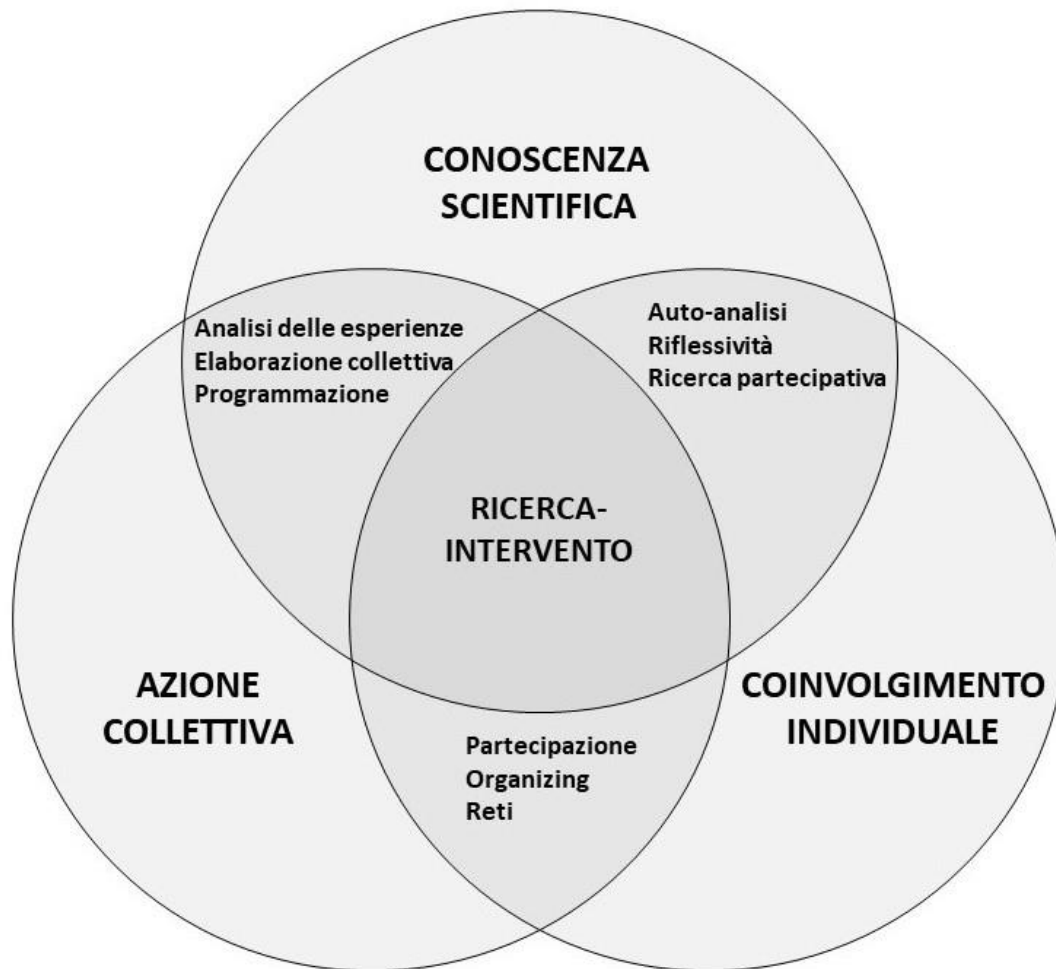 CONOSCENZA
SCIENTIFICA
Analisi delle esperienze
Elaborazione collettiva
Programmazione
Auto-analisi
Riflessività
Ricerca partecipativa
RICERCA-
INTERVENTO
AZIONE
COLLETTIVA
COINVOLGIMENTO
INDIVIDUALE
Partecipazione
Organizing
Reti